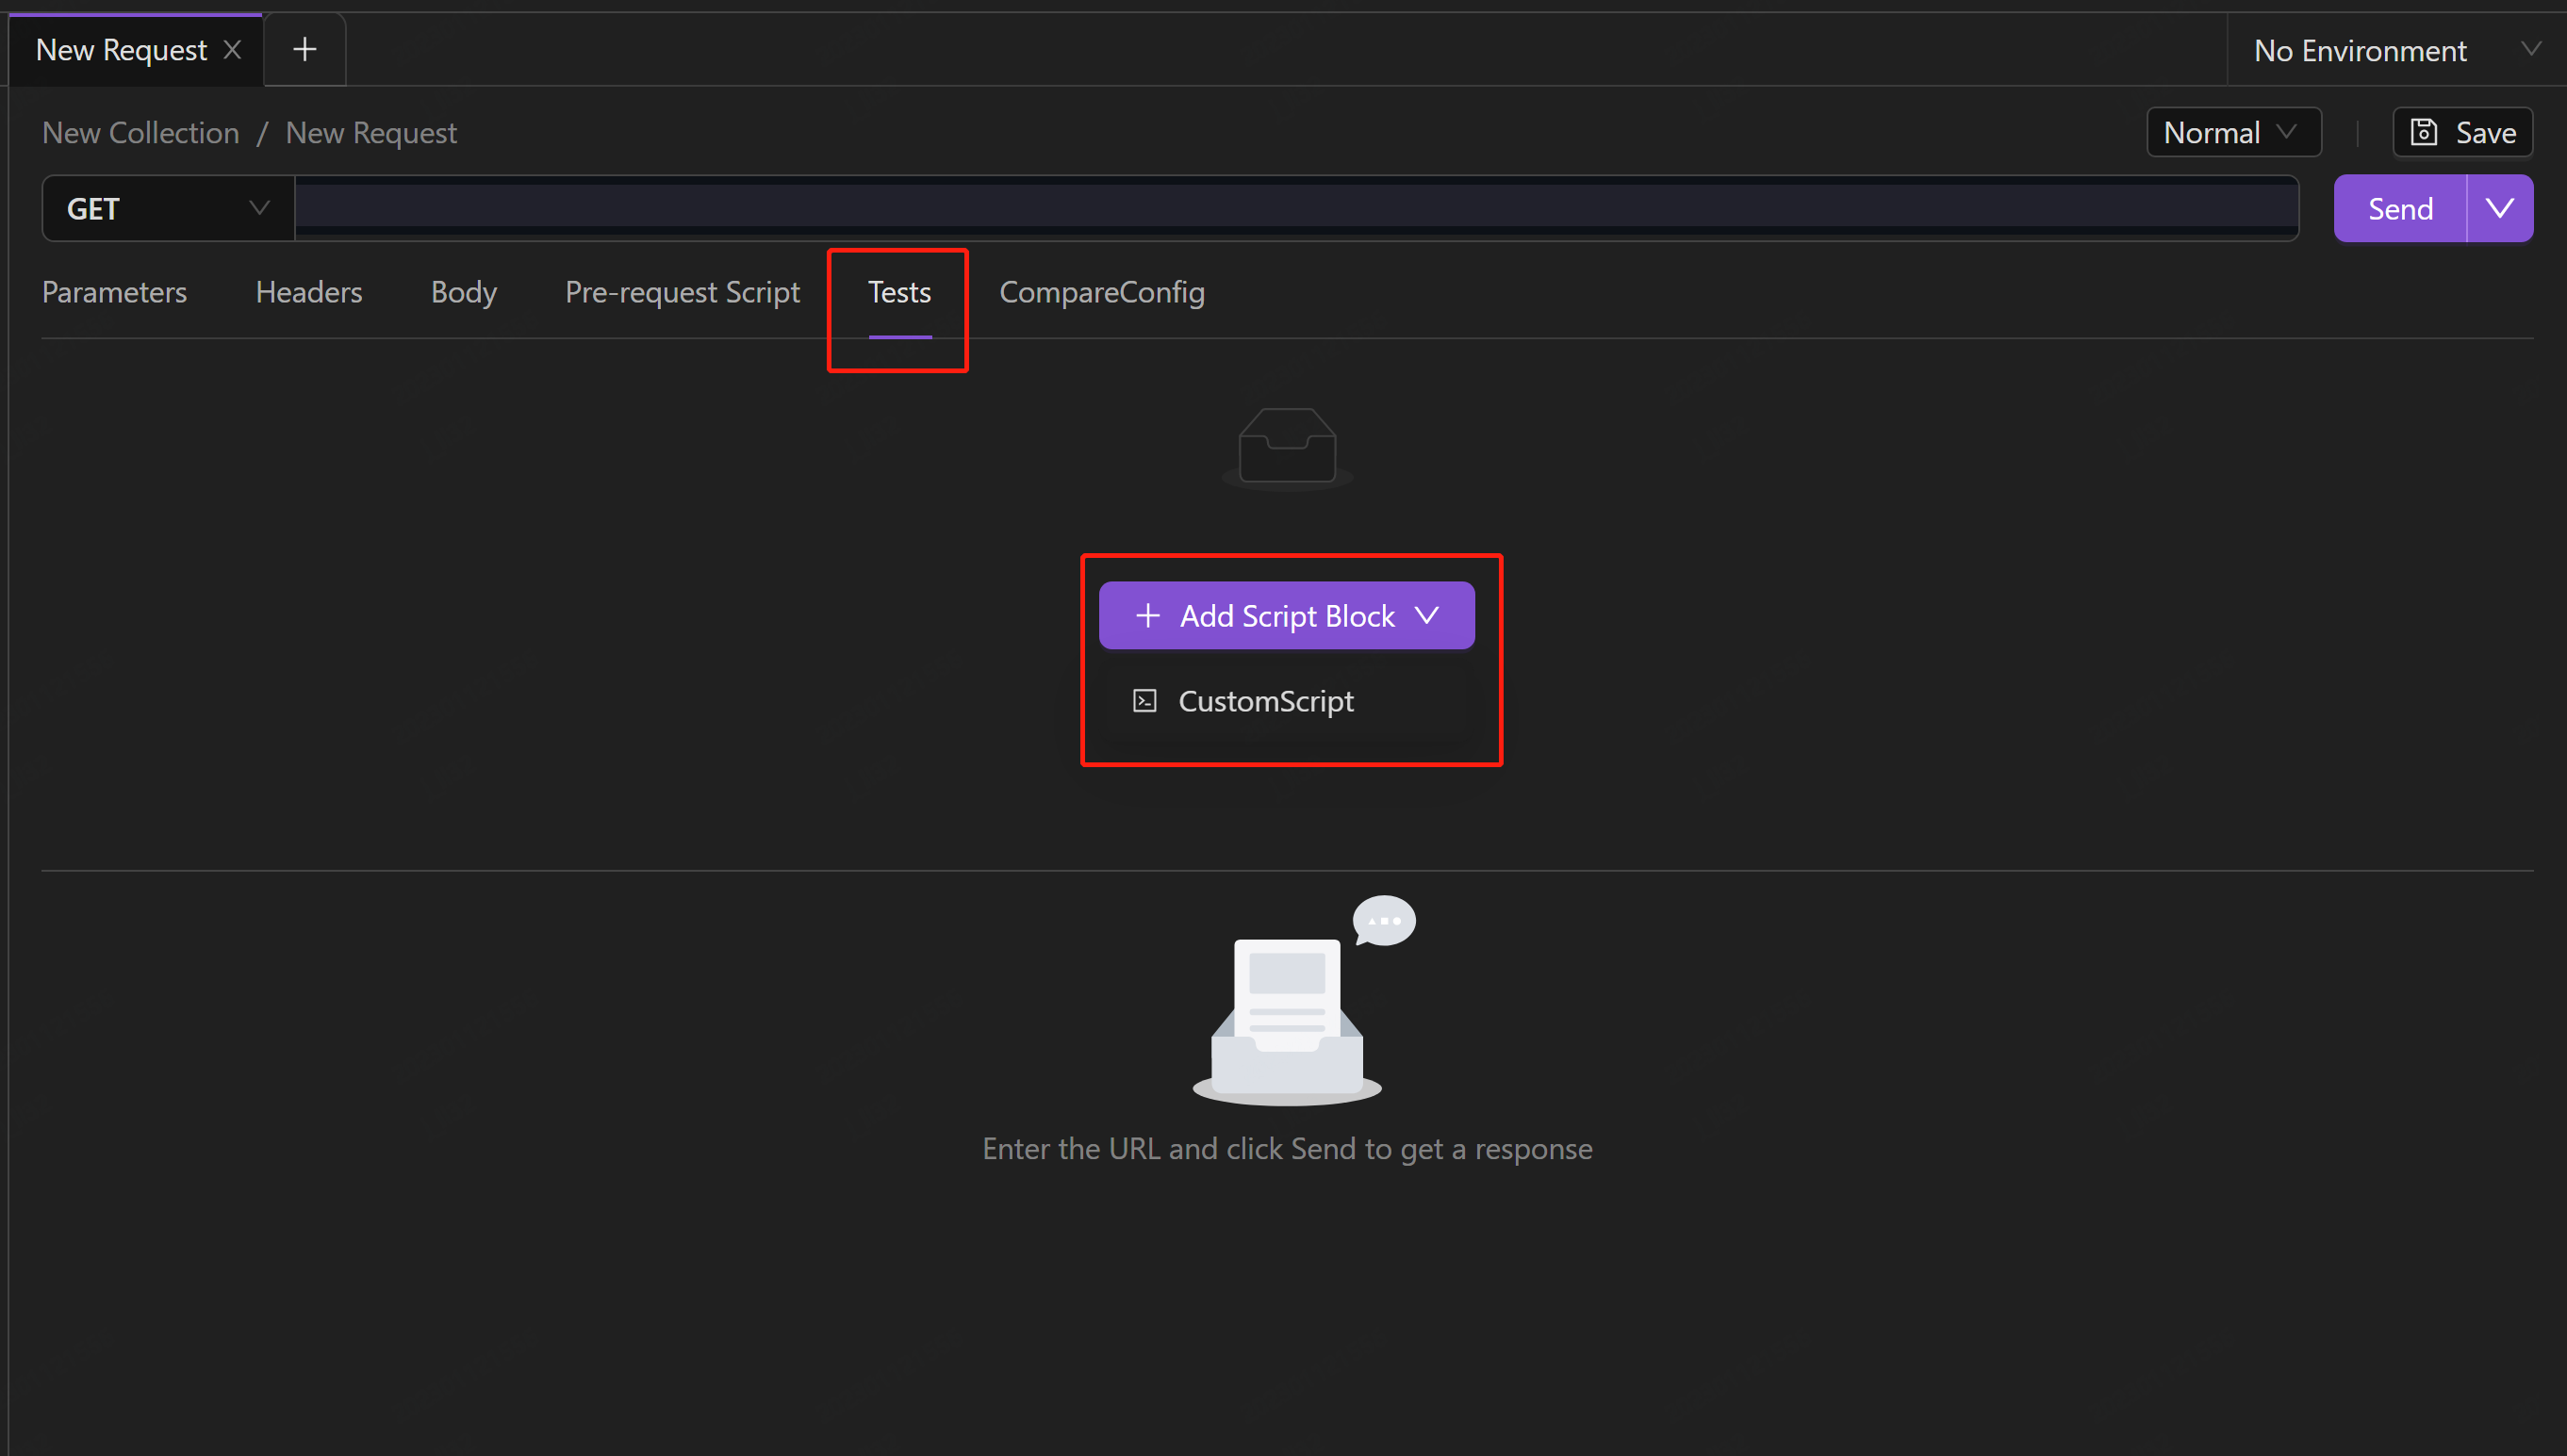 New Request
No Environment
New Collection / New Request
Normal
Save
GET
Send
Parameters Headers Body Pre-request Script Tests CompareConfig
Add Script Block
CustomScript
Enter the URL and click Send to get a response